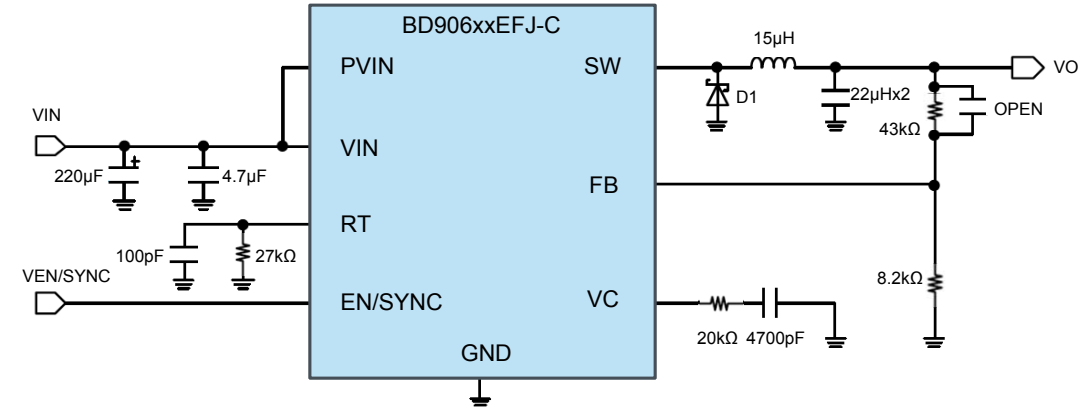 BD906xxEFJ-C
PVIN
SW
15µH
VO
D1
22µHx2
43kΩ
OPEN
VIN
VIN
220µF
+
4.7µF
FB
RT
100pF
27kΩ
VEN/SYNC
EN/SYNC
VC
8.2kΩ
20kΩ 4700pF
GND